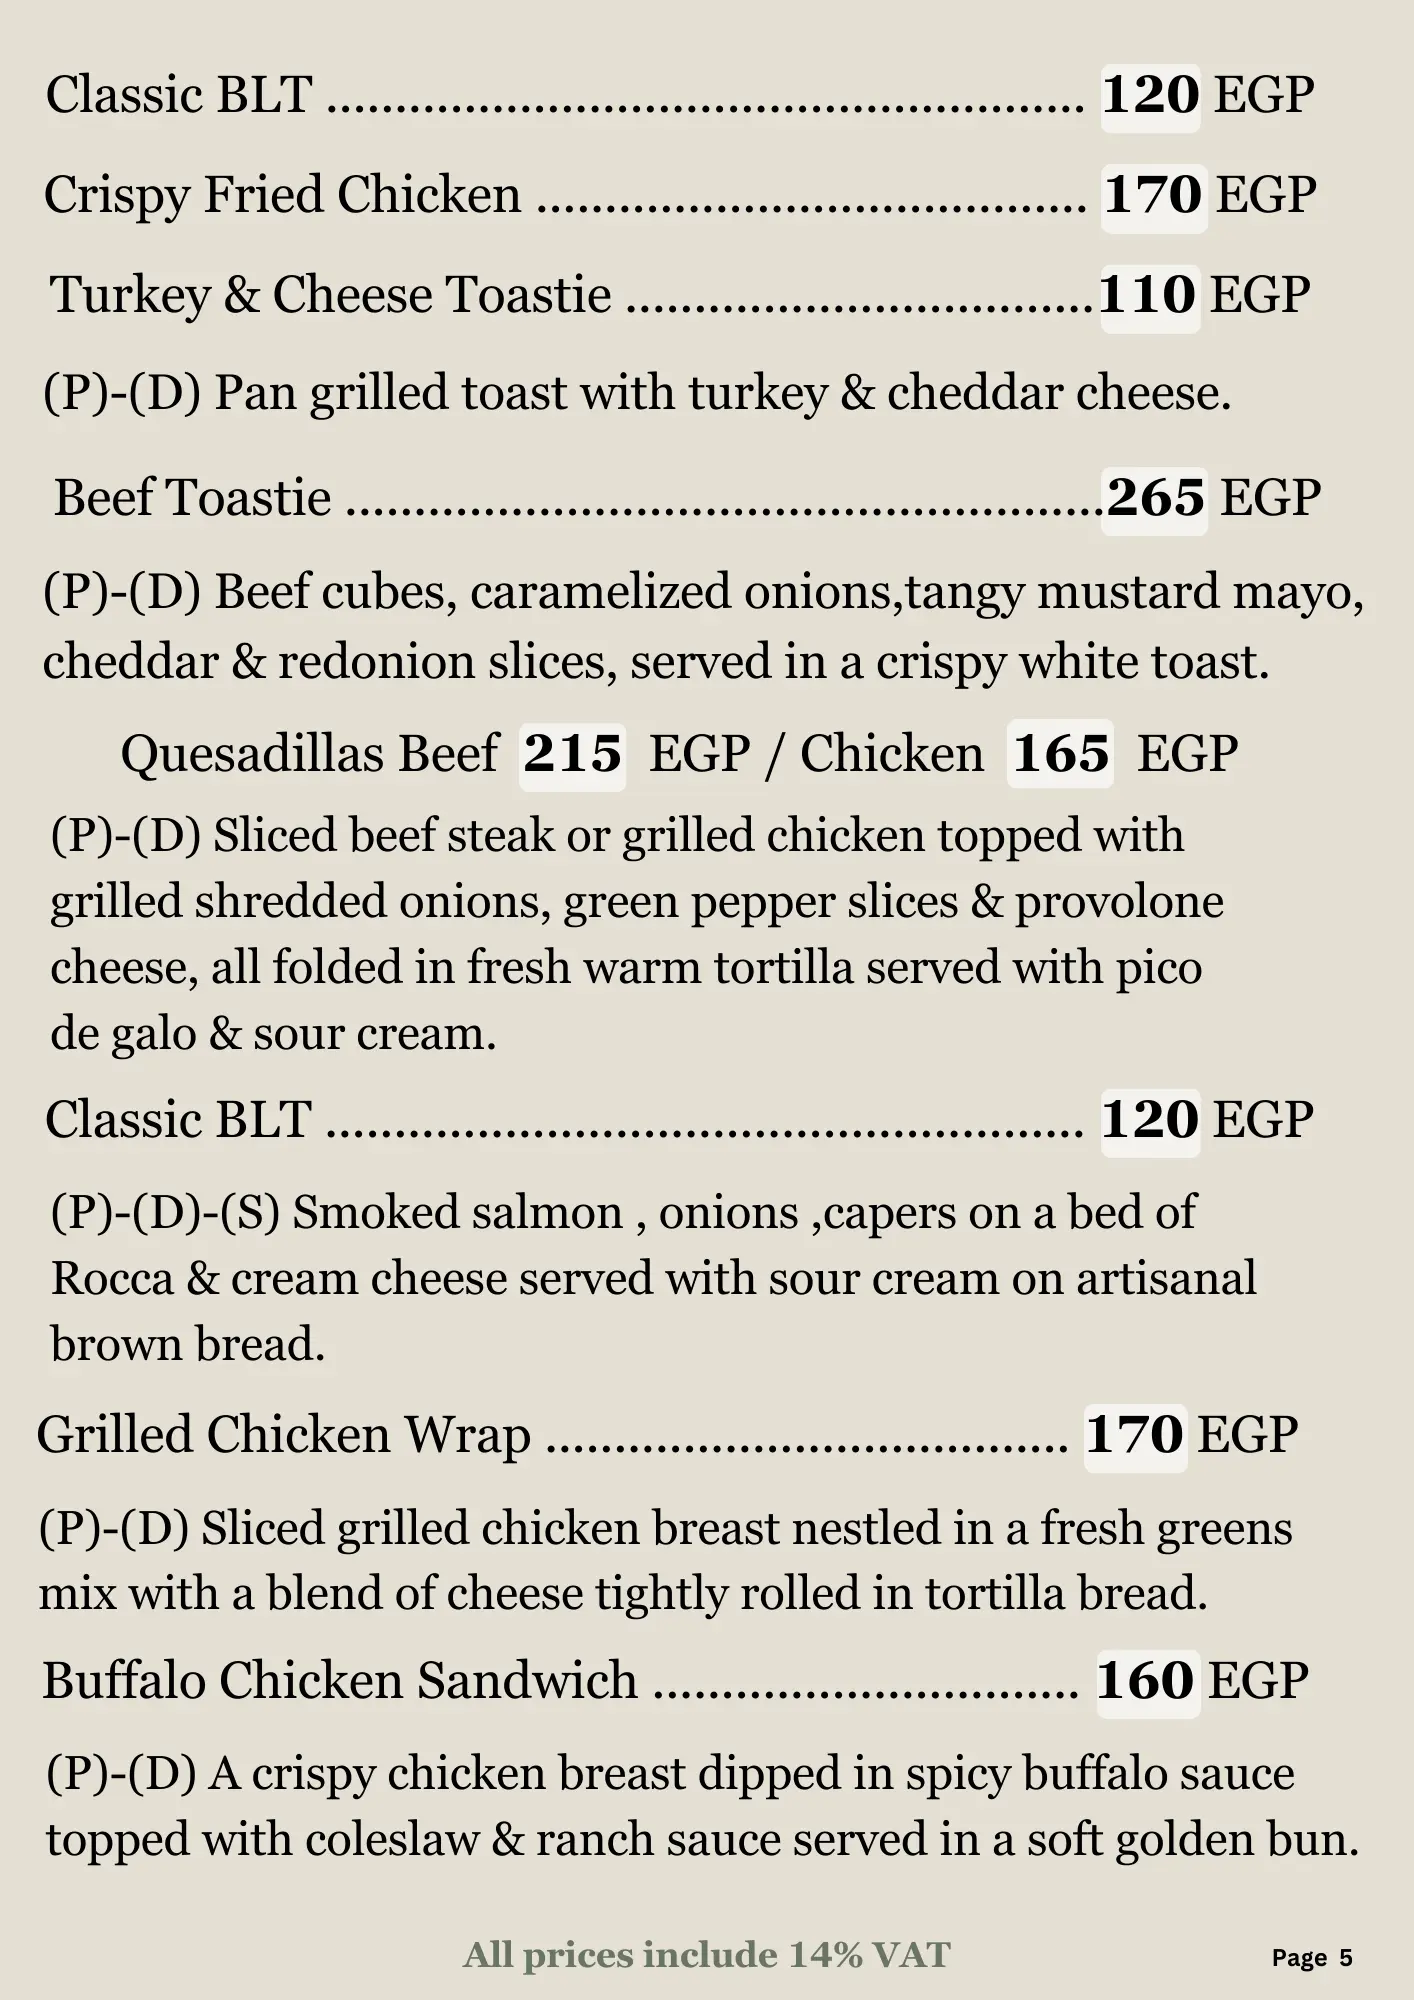 Classic BLT ....................................................... 120 EGP
Crispy Fried Chicken ........................................ 170 EGP
Turkey & Cheese Toastie ..................................110 EGP
(P)-(D) Pan grilled toast with turkey & cheddar cheese.
Beef Toastie .......................................................265 EGP
(P)-(D) Beef cubes, caramelized onions,tangy mustard mayo,
cheddar & redonion slices, served in a crispy white toast.
Quesadillas Beef 215 EGP / Chicken 165 EGP
(P)-(D) Sliced beef steak or grilled chicken topped with
grilled shredded onions, green pepper slices & provolone
cheese, all folded in fresh warm tortilla served with pico
de galo & sour cream.
Classic BLT ....................................................... 120 EGP
(P)-(D)-(S) Smoked salmon , onions ,capers on a bed of
Rocca & cream cheese served with sour cream on artisanal
brown bread.
Grilled Chicken Wrap ...................................... 170 EGP
(P)-(D) Sliced grilled chicken breast nestled in a fresh greens
mix with a blend of cheese tightly rolled in tortilla bread.
Buffalo Chicken Sandwich ............................... 160 EGP
(P)-(D) A crispy chicken breast dipped in spicy buffalo sauce
topped with coleslaw & ranch sauce served in a soft golden bun.
All prices include 14% VAT
Page 5